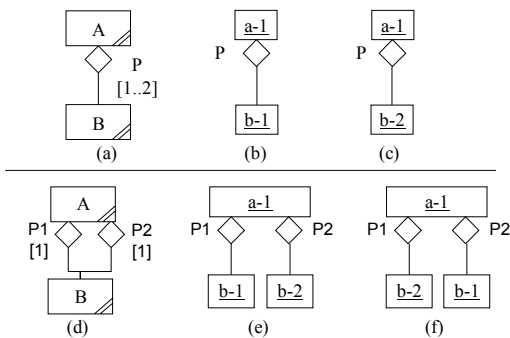 A
P
[1..2]
B
(a)
a-1
P
b-1
(b)
a-1
P
b-2
(c)
A
P1
[1]
P2
[1]
B
(d)
a-1
P1
P2
b-1
b-2
(e)
a-1
P1
P2
b-2
b-1
(f)